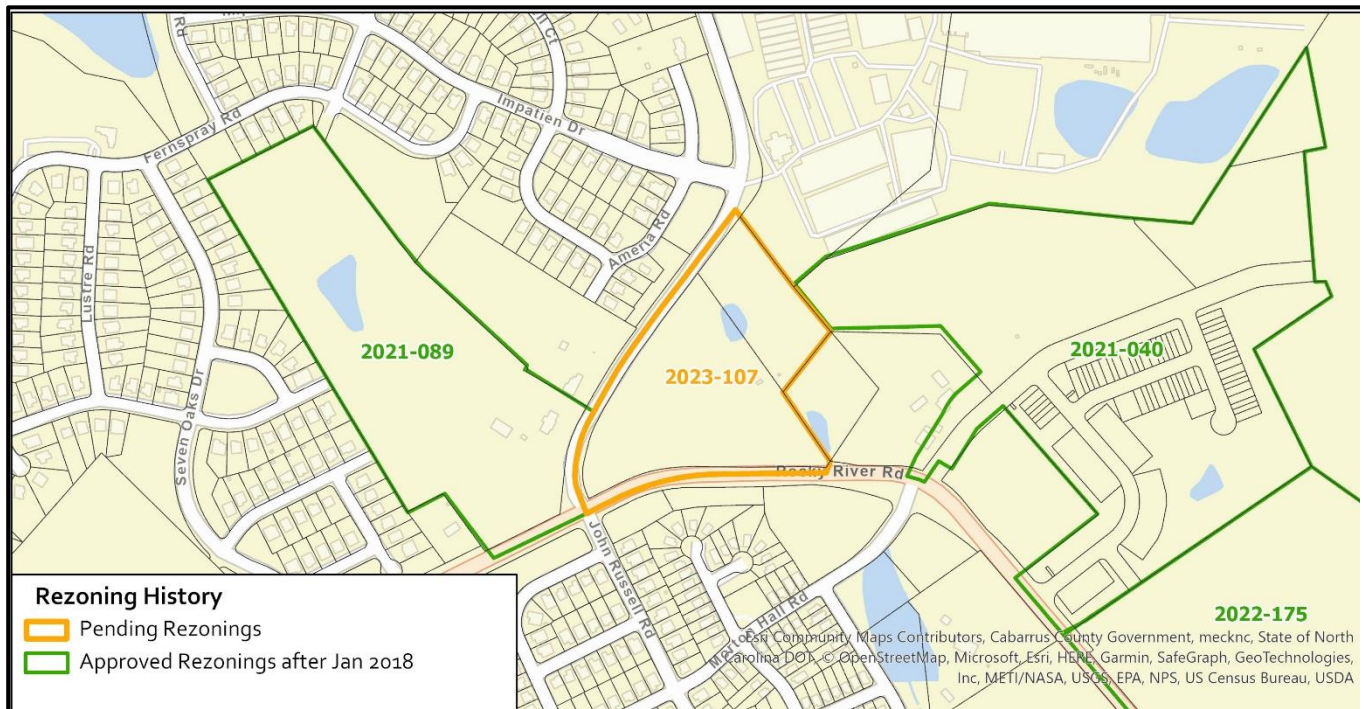 Rd
Ct
Impatien Dr
Fernspray Rd
Ameria Rd
Lustre Rd
2021-089
2021-040
2023-107
Seven Oaks Dr
Rocky River Rd
John Russell Rd
Merton Hall Rd
2022-175
Rezoning History
Pending Rezonings
Approved Rezonings after Jan 2018
Esri Community Maps Contributors, Cabarrus County Government, mecknc, State of North
Carolina DOT, © OpenStreetMap, Microsoft, Esri, HERE, Garmin, SafeGraph, GeoTechnologies,
Inc, METI/NASA, USGS, EPA, NPS, US Census Bureau, USDA